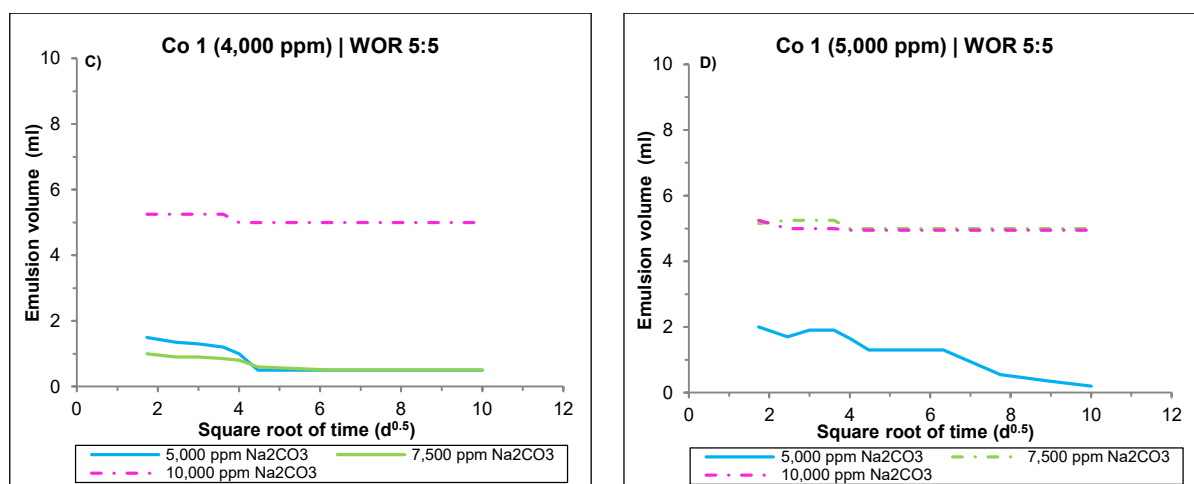 Co 1 (4,000 ppm) | WOR 5:5
C)
Emulsion volume (ml)
10
8
6
4
2
0
0 2 4 6 8 10 12
Square root of time (d0.5)
5,000 ppm Na2CO3 7,500 ppm Na2CO3
10,000 ppm Na2CO3
Co 1 (5,000 ppm) | WOR 5:5
D)
Emulsion volume (ml)
10
8
6
4
2
0
0 2 4 6 8 10 12
Square root of time (d0.5)
5,000 ppm Na2CO3 7,500 ppm Na2CO3
10,000 ppm Na2CO3